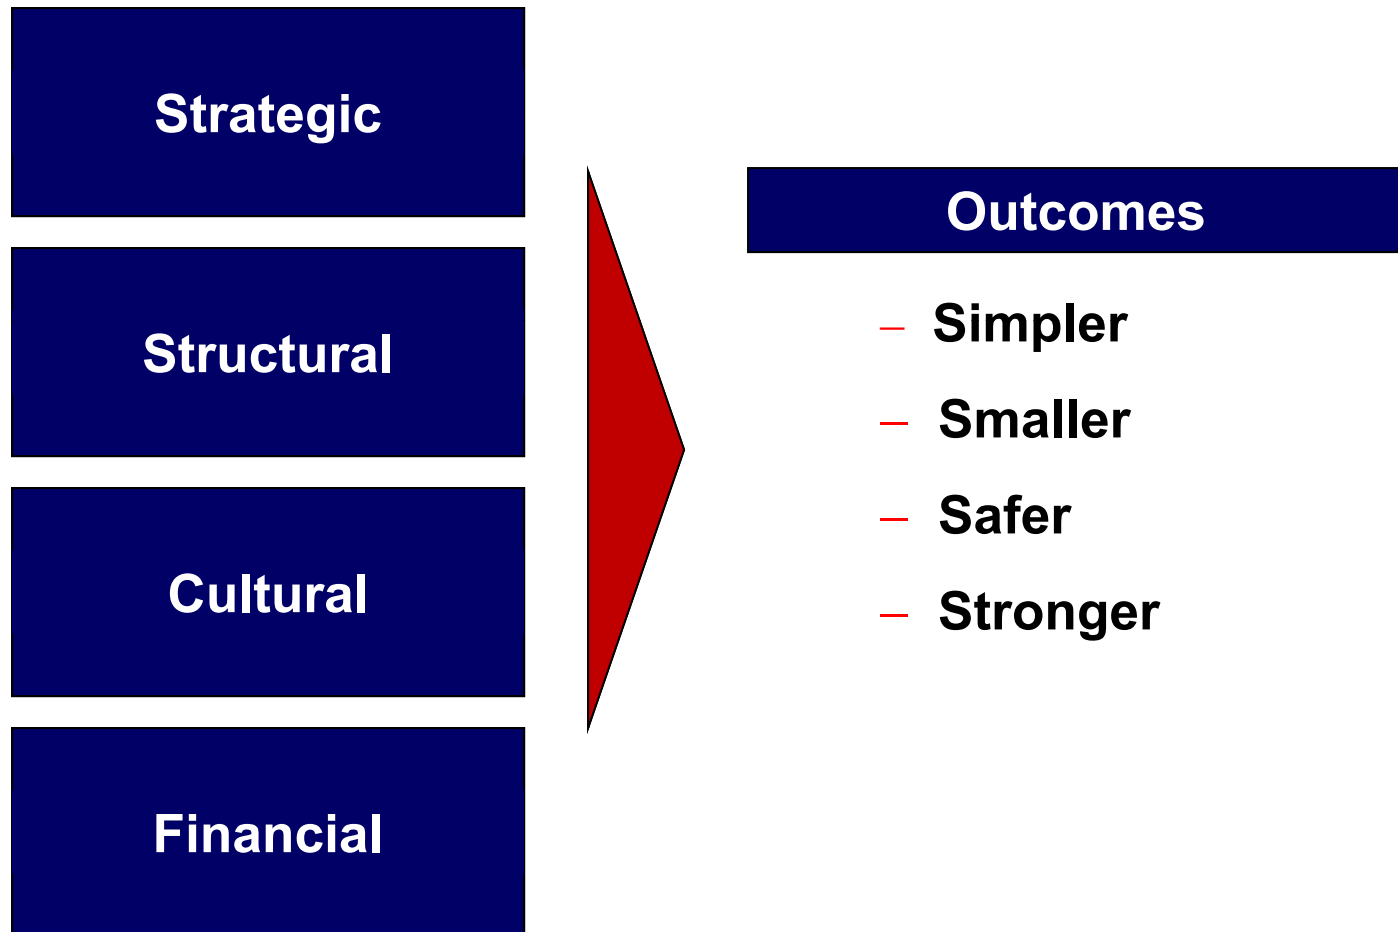 Strategic
Structural
Cultural
Financial
Outcomes
– Simpler
– Smaller
– Safer
– Stronger